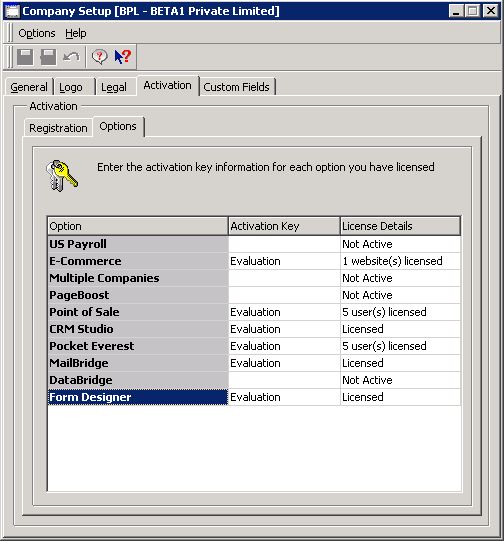 Company Setup [BPL - BETA1 Private Limited]
Options Help
General Logo Legal Activation Custom Fields
Activation
Registration Options
Enter the activation key information for each option you have licensed
Option Activation Key License Details
US Payroll Not Active
E-Commerce Evaluation 1 website(s) licensed
Multiple Companies Not Active
PageBoost Not Active
Point of Sale Evaluation 5 user(s) licensed
CRM Studio Evaluation Licensed
Pocket Everest Evaluation 5 user(s) licensed
MailBridge Evaluation Licensed
DataBridge Not Active
Form Designer Evaluation Licensed